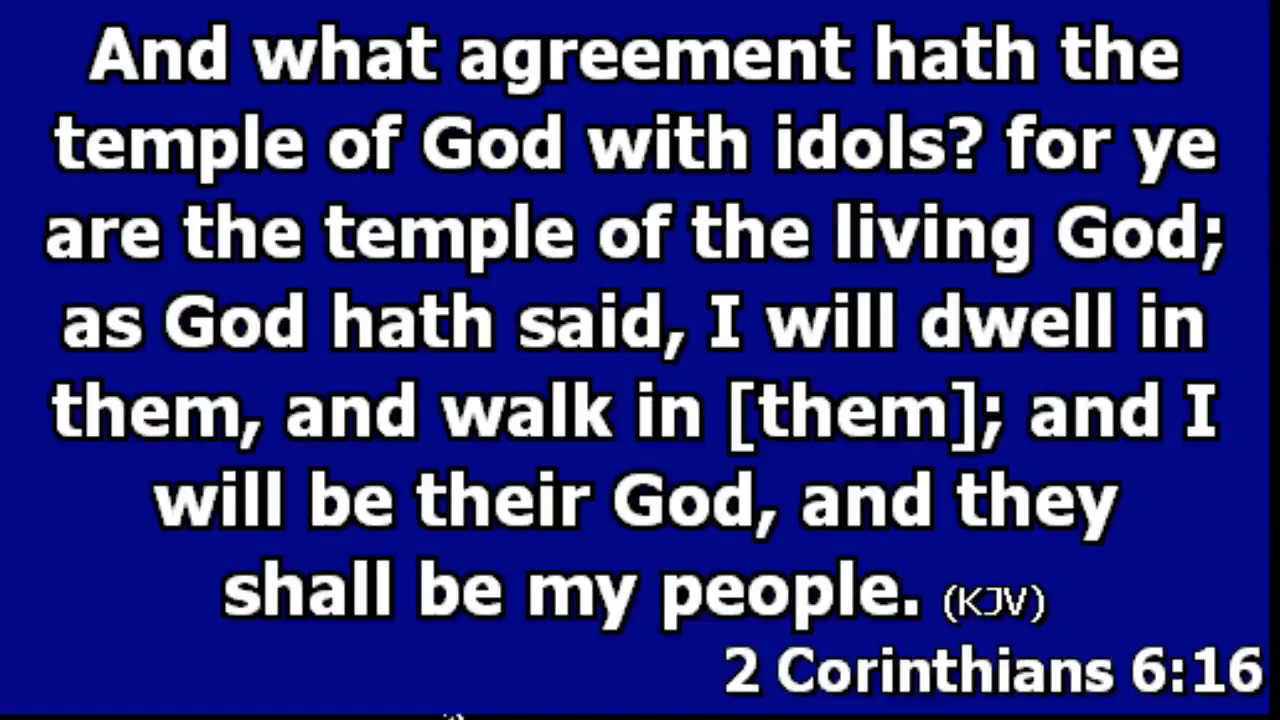 And what agreement hath the
temple of God with idols? for ye
are the temple of the living God;
as God hath said, I will dwell in
them, and walk in [them]; and I
will be their God, and they
shall be my people. (KJV)
2 Corinthians 6:16